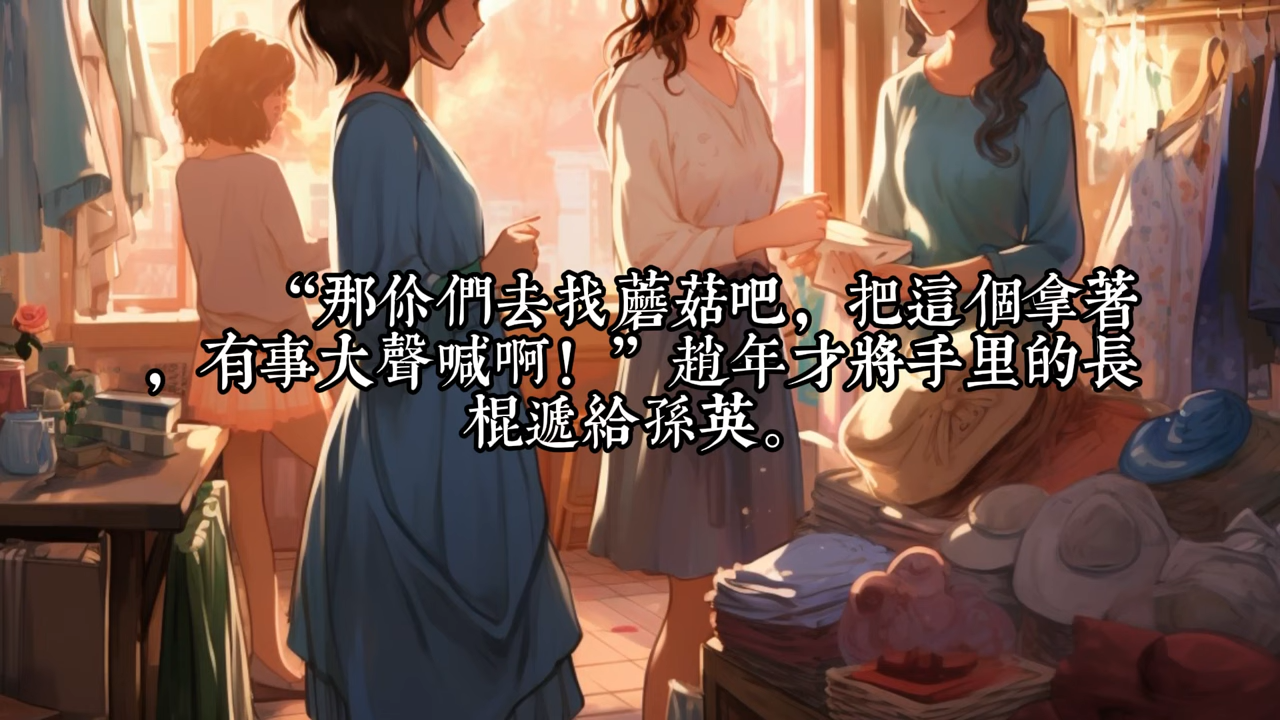 “那你們去找蘑菇吧，把這個拿著
，有事大聲喊啊！”趙年才將手里的長
棍遞給孫英。